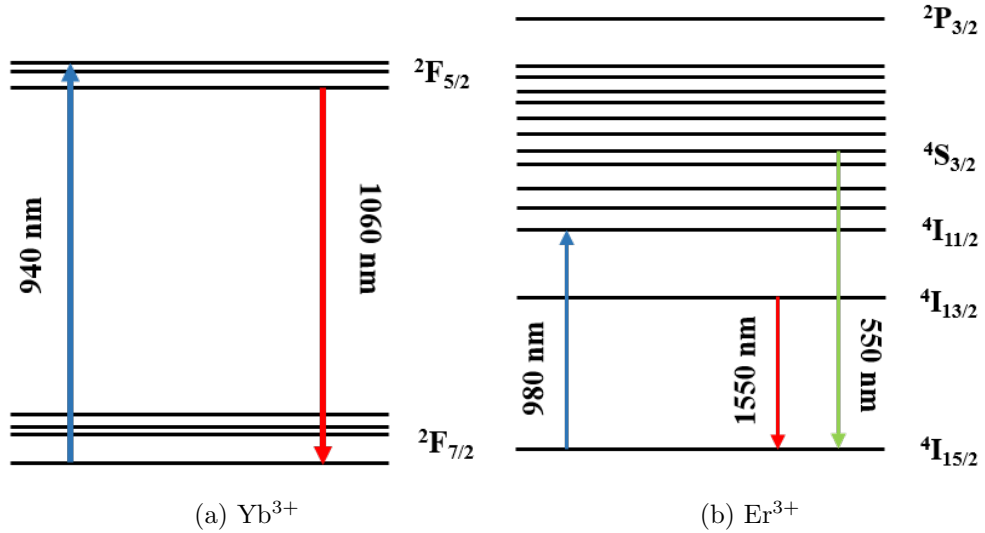 ²F₅/₂
940 nm
1060 nm
²F₇/₂
(a) Yb³⁺
²P₃/₂
⁴S₃/₂
⁴I₁₁/₂
⁴I₁₃/₂
980 nm
1550 nm
550 nm
⁴I₁₅/₂
(b) Er³⁺